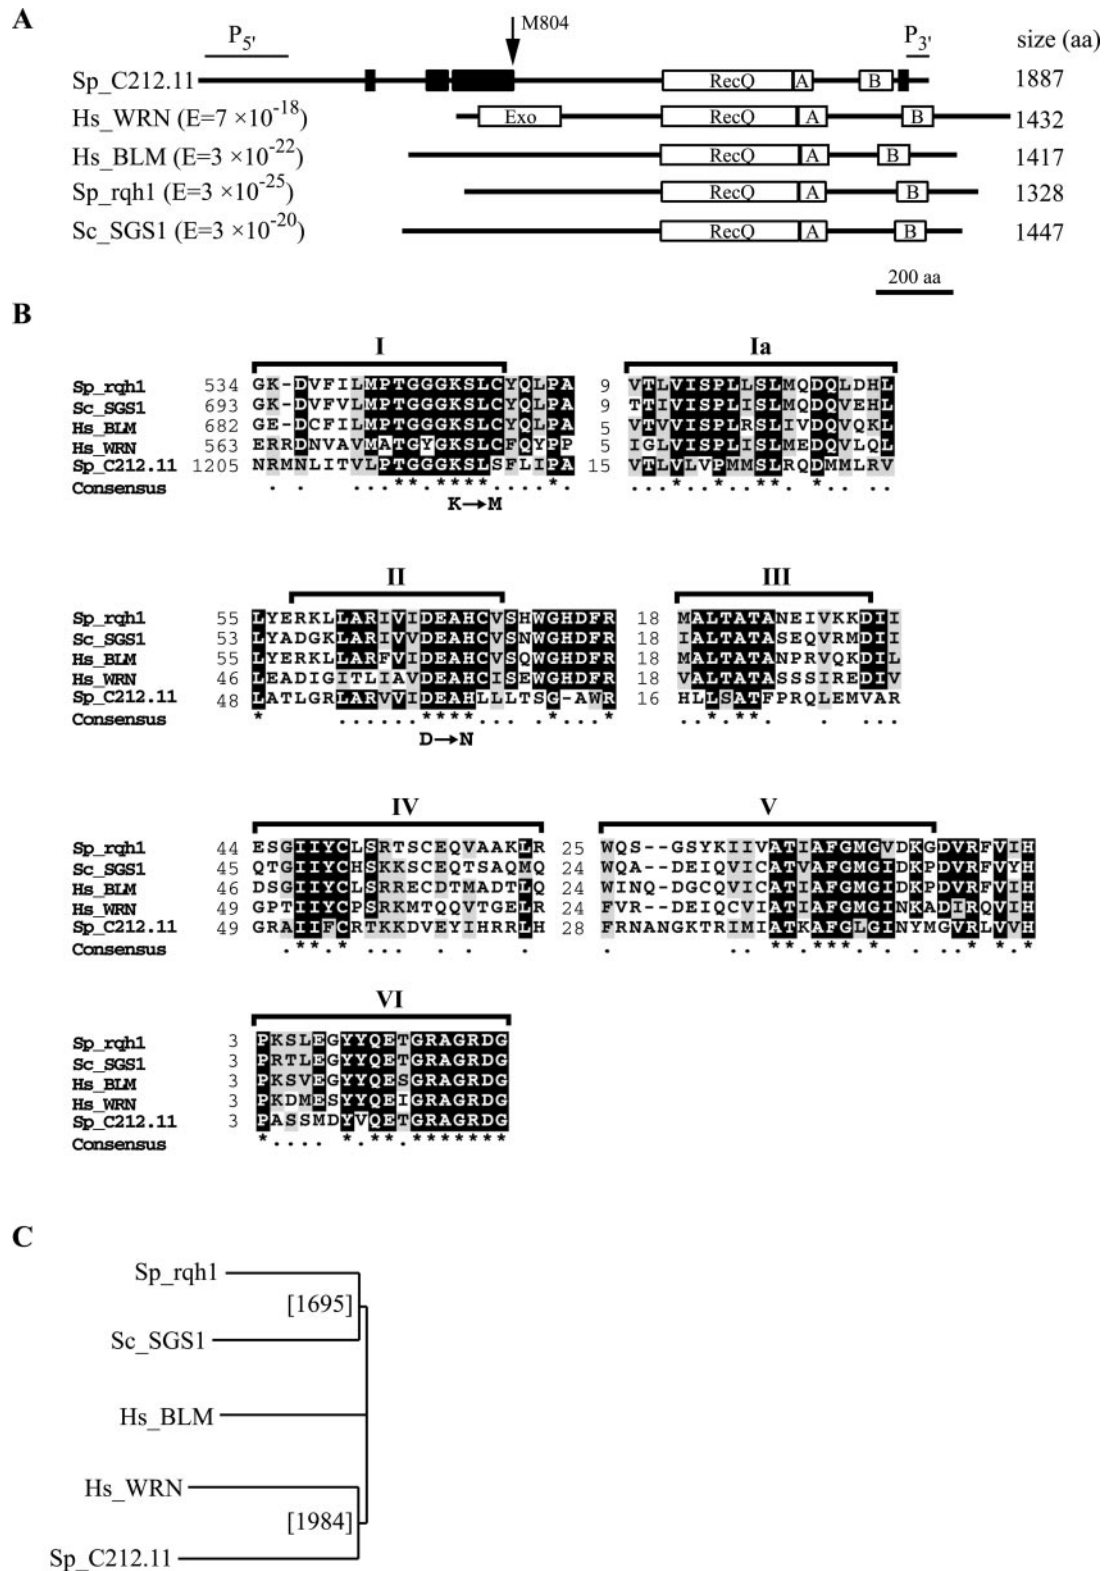 A
P5' M804 P3' size (aa)
Sp_C212.11 RecQ A B 1887
Hs_WRN (E=7 ×10-18) Exo RecQ A B 1432
Hs_BLM (E=3 ×10-22) RecQ A B 1417
Sp_rqh1 (E=3 ×10-25) RecQ A B 1328
Sc_SGS1 (E=3 ×10-20) RecQ A B 1447
200 aa
B
I Ia
Sp_rqh1 534 GK-DVFILMPTGGGKSLCYQLPA 9 VTLVISPLLSLMQDQLDHL
Sc_SGS1 693 GK-DVFVLMPTGGGKSLCYQLPA 9 TTIVISPLISLMQDQVEHL
Hs_BLM 682 GE-DCFILMPTGGGKSLCYQLPA 5 VTVVISPLRSLIVDQVQKL
Hs_WRN 563 ERRDNVAVMATGYGKSLCFQYPP 5 IGLVISPLISLMEDQVLQL
Sp_C212.11 1205 NRMNLITVLPTGGGKSLSFLIPA 15 VTLVLVPMMSLRQDMMLRV
Consensus . . ....**.****...*. ...*..*..**..*. ..
K→M
II III
Sp_rqh1 55 LYERKLLARIVIDEAHCVSHWGHDFR 18 MALTATANEIVKKDII
Sc_SGS1 53 LYADGKLARIVVDEAHCVSNWGHDFR 18 IALTATASEQVRMDII
Hs_BLM 55 LYERKLLARFVIDEAHCVSQWGHDFR 18 MALTATANPRVQKDIL
Hs_WRN 46 LEADIGITLIAVDEAHCISEWGHDFR 18 VALTATASSSIREDIV
Sp_C212.11 48 LATLGRLARVVIDEAHLLLTSG-AWR 16 HLLSATFPRQLEMVAR
Consensus * ......****. .. * ..* ..*.**. . ...
D→N
IV V
Sp_rqh1 44 ESGIIYCLSRTSCEQVAAKLR 25 WQS--GSYKIIVATIAFGMGVDKGDVRFVIH
Sc_SGS1 45 QTGIIYCHSKKSCEQTSAQMQ 24 WQA--DEIQVICATVAFGMGIDKPDVRFVYH
Hs_BLM 46 DSGIIYCLSRRECDTMADTLQ 24 WINQ-DGCQVICATIAFGMGIDKPDVRFVIH
Hs_WRN 49 GPTIIYCPSRKMTQQVTGELR 24 FVR--DEIQCVIATIAFGMGINKADIRQVIH
Sp_C212.11 49 GRAIIFCRTKKDVEYIHRRLH 28 FRNANGKTRIMIATKAFGLGINYMGVRLVVH
Consensus ..**.* ... . . .. . ..**.***.*. ..* *.*
VI
Sp_rqh1 3 PKSLEGYYQETGRAGRDG
Sc_SGS1 3 PRTLEGYYQETGRAGRDG
Hs_BLM 3 PKSVEGYYQESGRAGRDG
Hs_WRN 3 PKDMESYYQEIGRAGRDG
Sp_C212.11 3 PASSMDYVQETGRAGRDG
Consensus *.... *.**.*******
C
Sp_rqh1
[1695]
Sc_SGS1
Hs_BLM
Hs_WRN
[1984]
Sp_C212.11